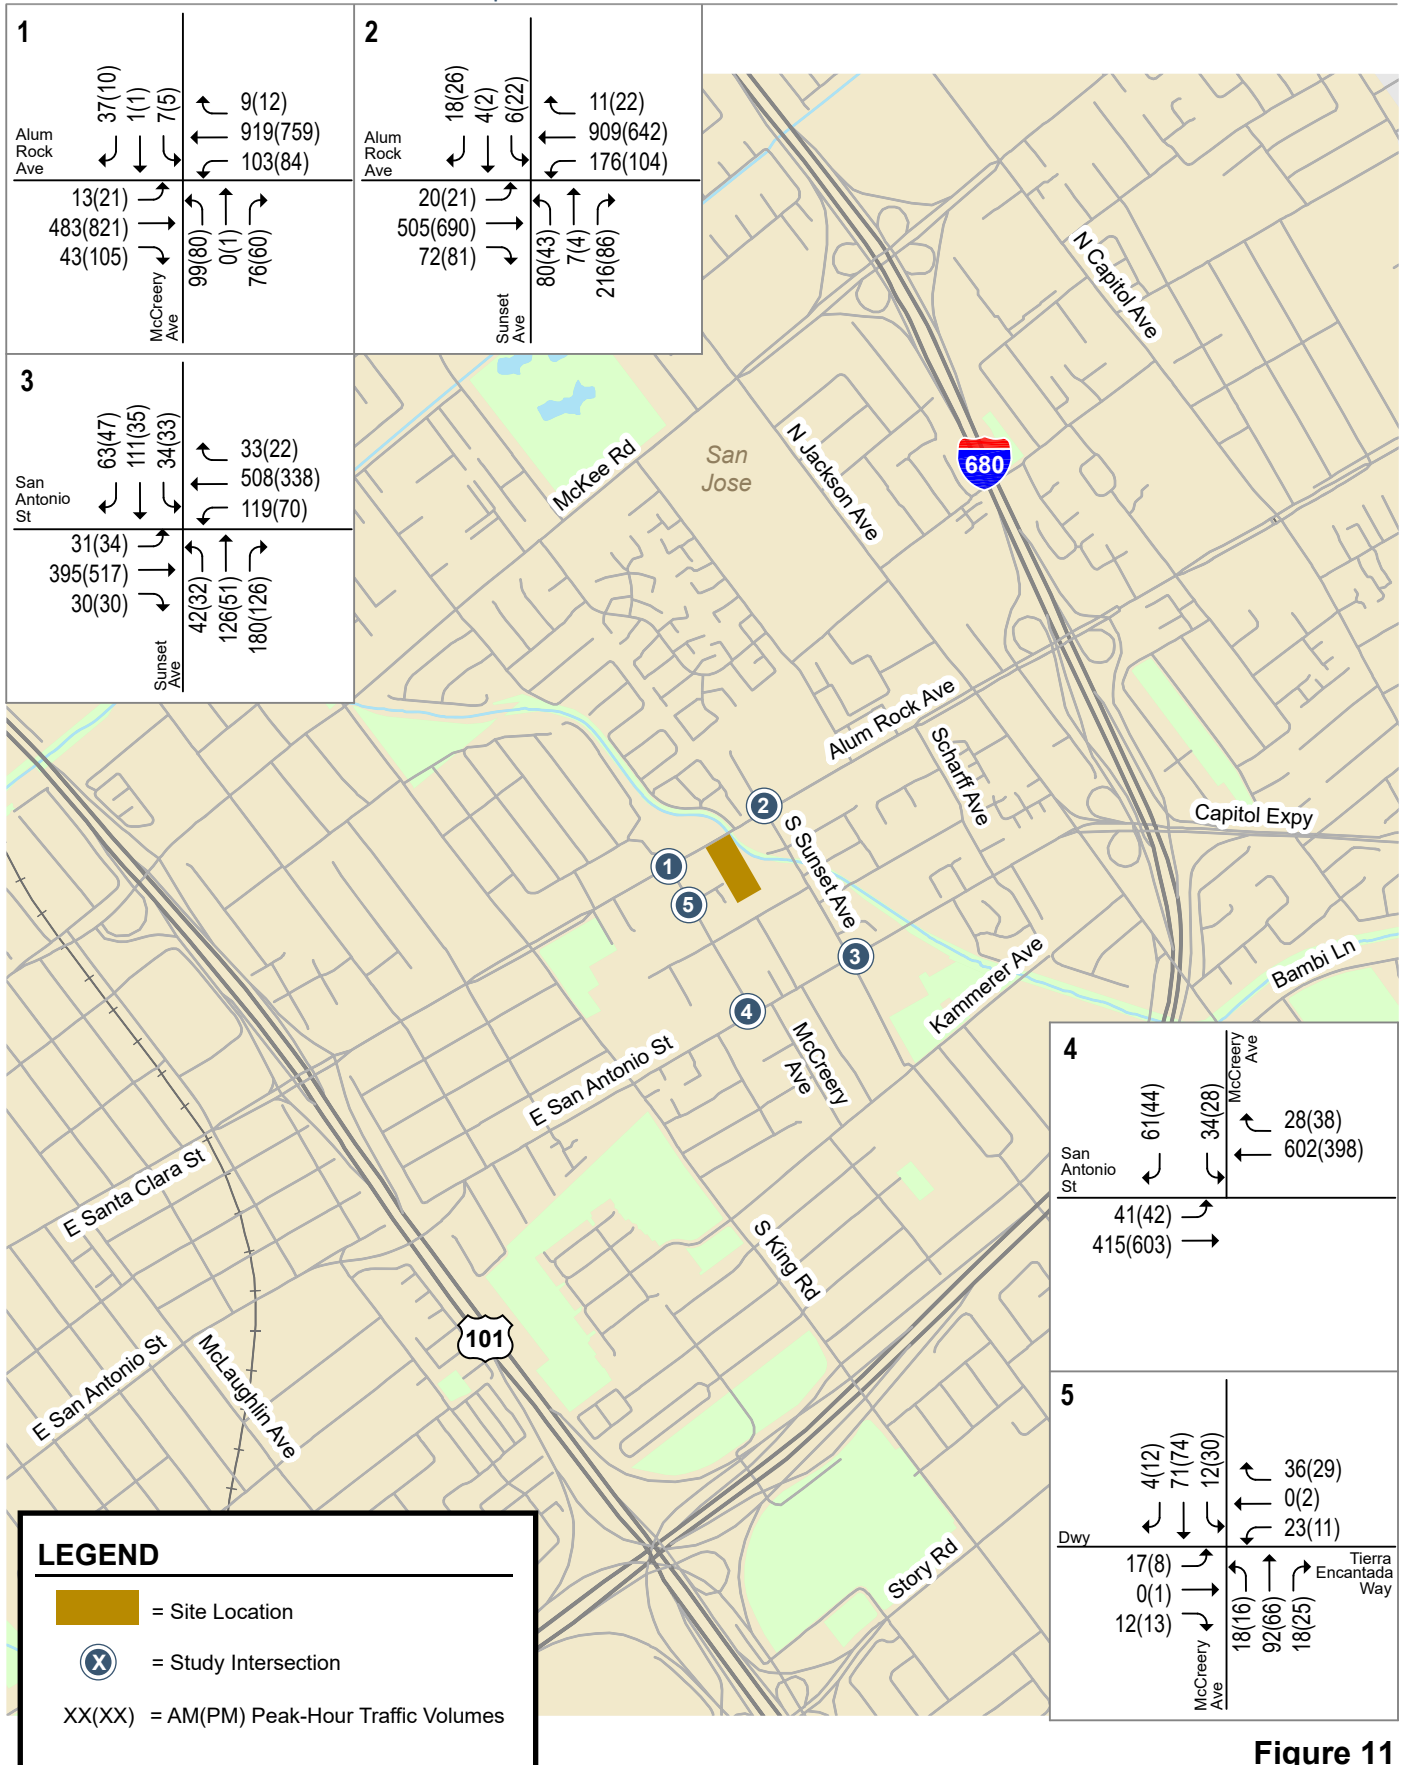 1
37(10)
1(1)
7(5)
9(12)
919(759)
103(84)
Alum
Rock
Ave
13(21)
483(821)
43(105)
99(80)
0(1)
76(60)
McCreery
Ave
2
18(26)
4(2)
6(22)
11(22)
909(642)
176(104)
Alum
Rock
Ave
20(21)
505(690)
72(81)
80(43)
7(4)
216(86)
Sunset
Ave
3
63(47)
111(35)
34(33)
33(22)
508(338)
119(70)
San
Antonio
St
31(34)
395(517)
30(30)
42(32)
126(51)
180(126)
Sunset
Ave
N Capitol Ave
McKee Rd
San
Jose
N Jackson Ave
680
Alum Rock Ave
Scharff Ave
Capitol Expy
2
S Sunset Ave
1
5
3
4
Kammerer Ave
Bambi Ln
McCreery
Ave
E San Antonio St
E Santa Clara St
S King Rd
101
E San Antonio St
McLaughlin Ave
Story Rd
4
McCreery
Ave
61(44)
34(28)
28(38)
602(398)
San
Antonio
St
41(42)
415(603)
5
4(12)
71(74)
12(30)
36(29)
0(2)
23(11)
Dwy
17(8)
0(1)
12(13)
18(16)
92(66)
18(25)
Tierra
Encantada
Way
McCreery
Ave
LEGEND
= Site Location
X = Study Intersection
XX(XX) = AM(PM) Peak-Hour Traffic Volumes
Figure 11